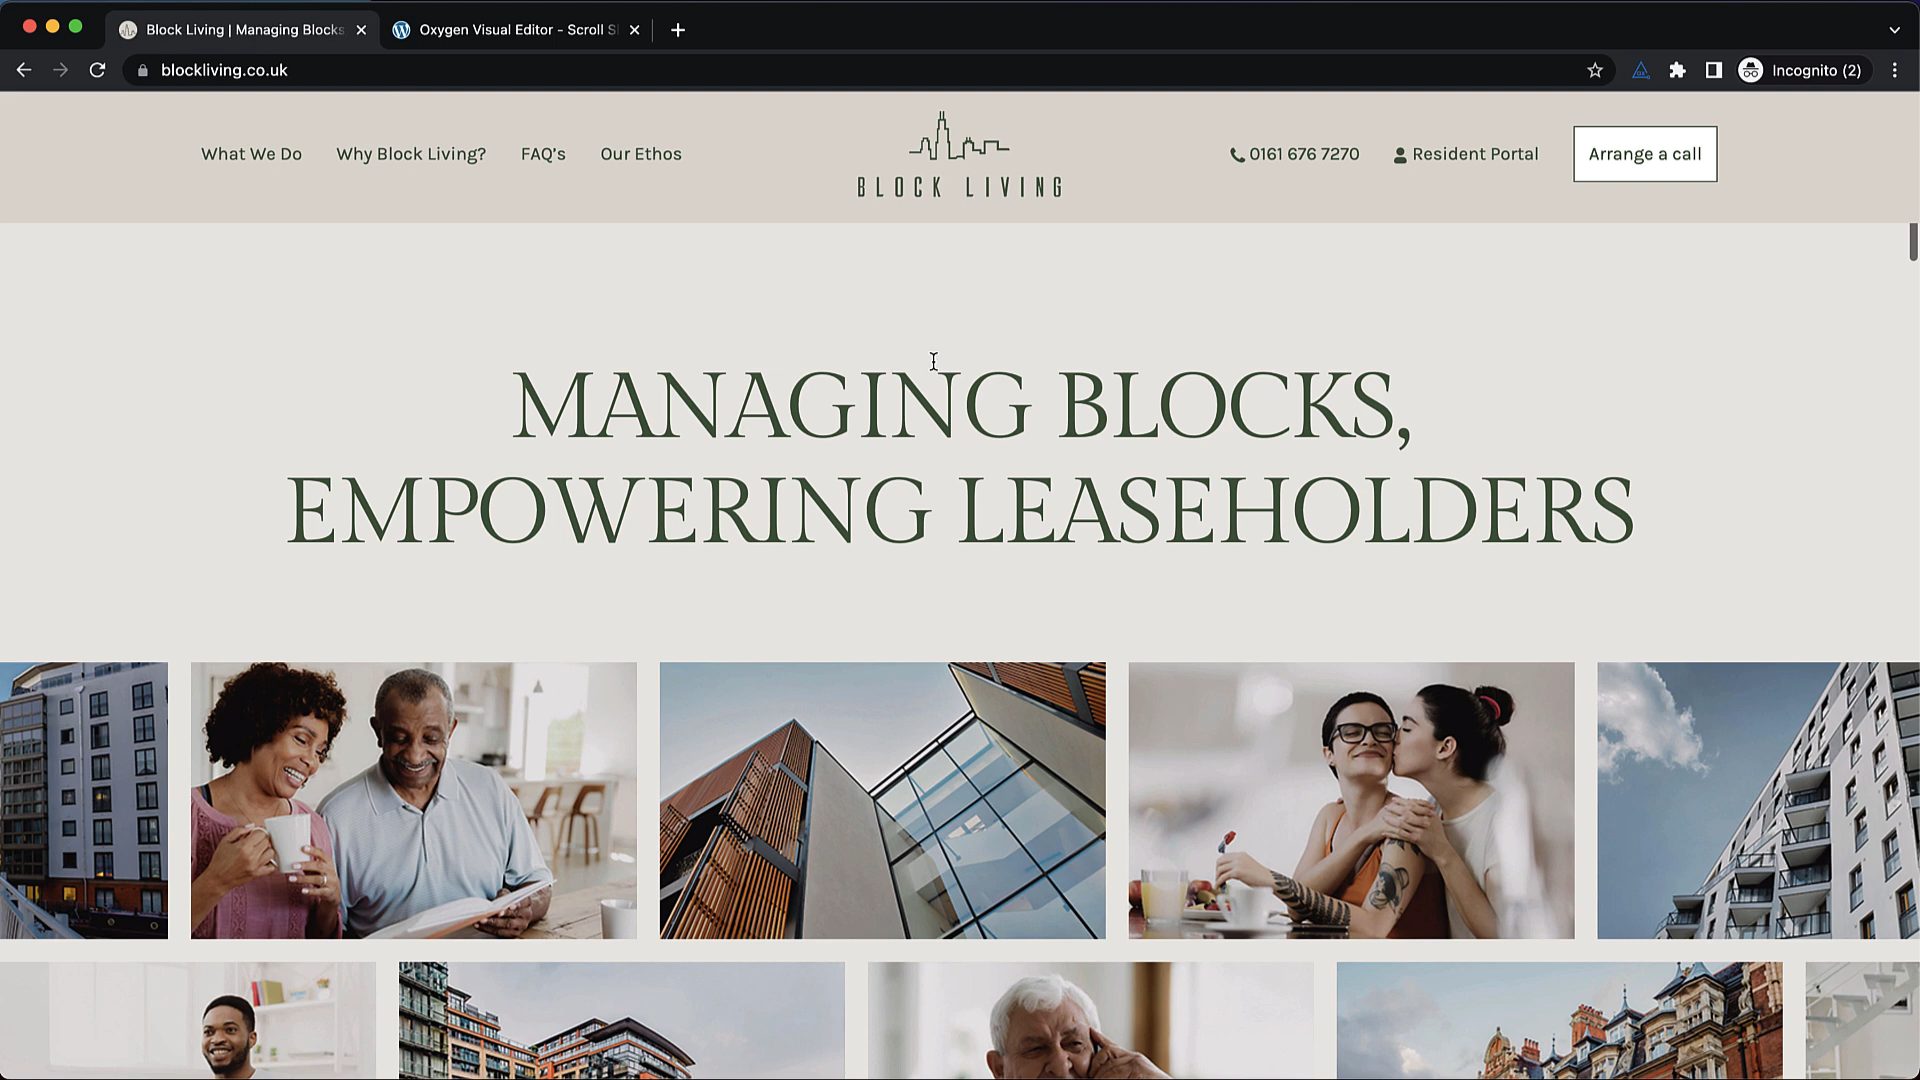 Block Living | Managing Blocks
Oxygen Visual Editor - Scroll S
blockliving.co.uk
Incognito (2)
What We Do
Why Block Living?
FAQ's
Our Ethos
BLOCK LIVING
0161 676 7270
Resident Portal
Arrange a call
MANAGING BLOCKS,
EMPOWERING LEASEHOLDERS